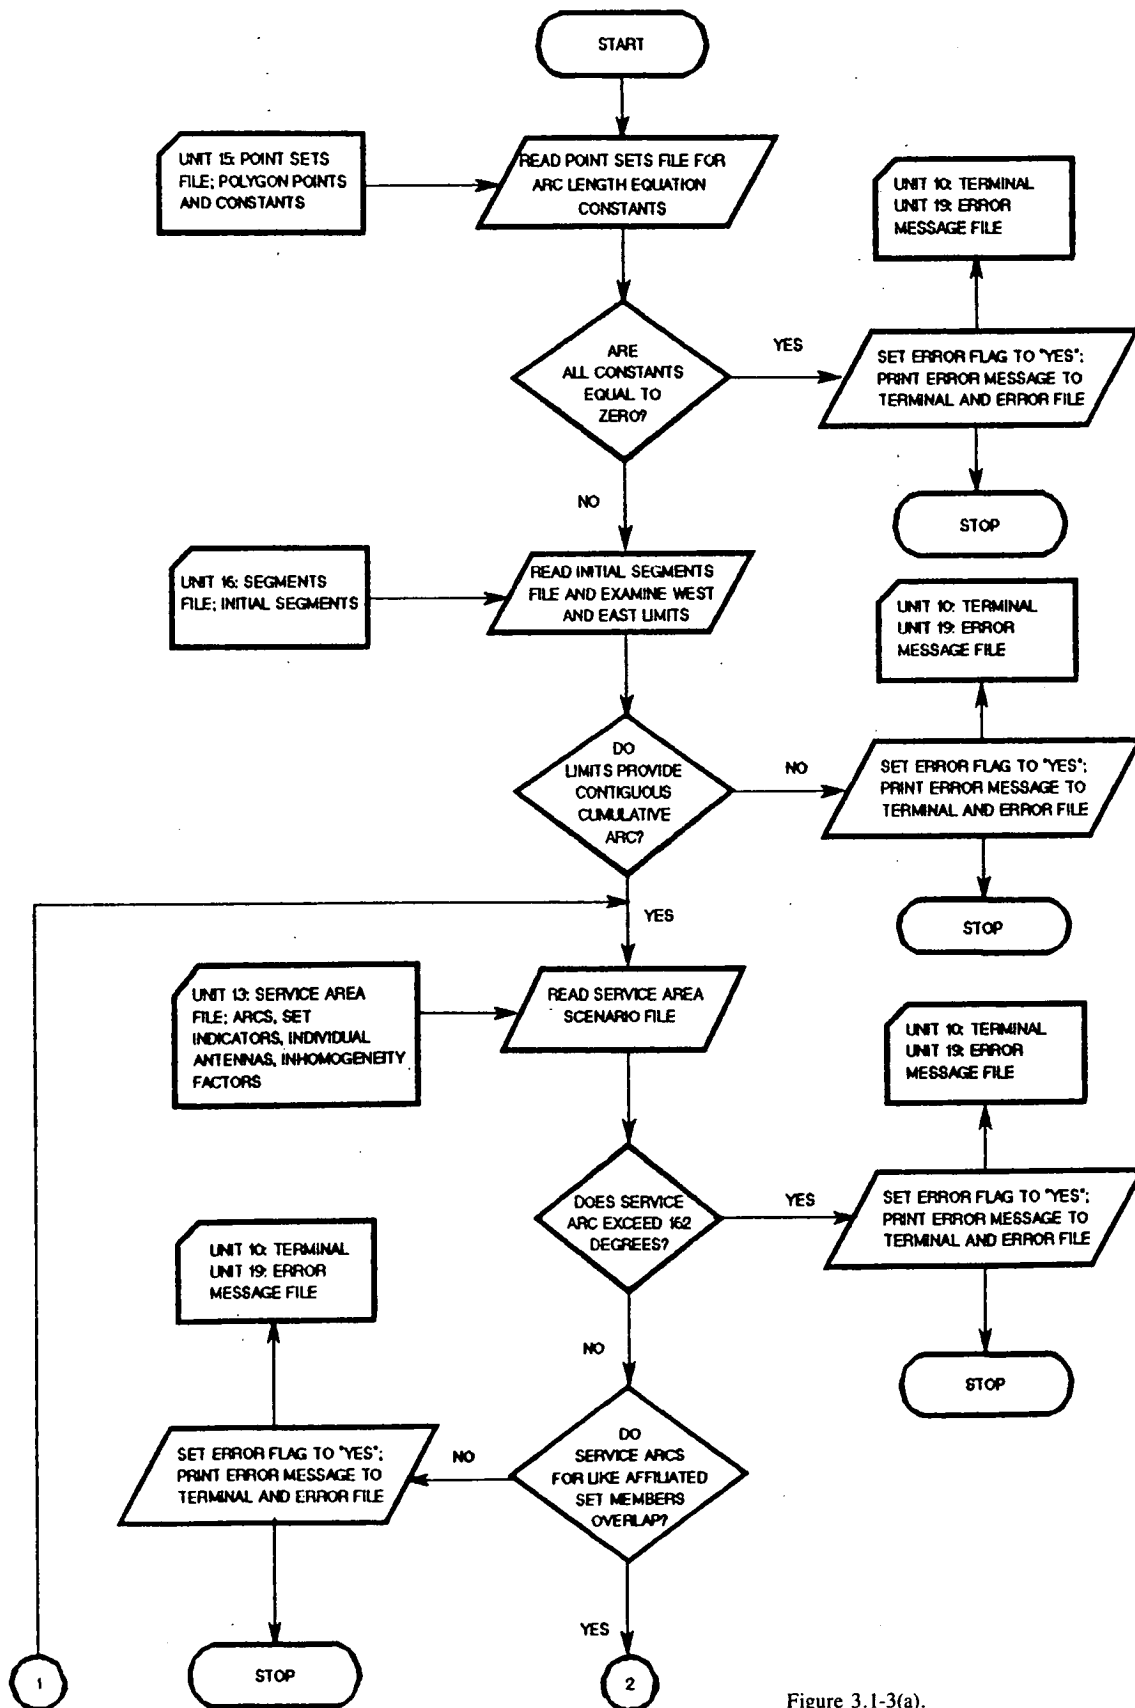 START
UNIT 15: POINT SETS
FILE; POLYGON POINTS
AND CONSTANTS
READ POINT SETS FILE FOR
ARC LENGTH EQUATION
CONSTANTS
UNIT 10: TERMINAL
UNIT 19: ERROR
MESSAGE FILE
ARE
ALL CONSTANTS
EQUAL TO
ZERO?
YES
SET ERROR FLAG TO "YES";
PRINT ERROR MESSAGE TO
TERMINAL AND ERROR FILE
NO
STOP
UNIT 16: SEGMENTS
FILE; INITIAL SEGMENTS
READ INITIAL SEGMENTS
FILE AND EXAMINE WEST
AND EAST LIMITS
UNIT 10: TERMINAL
UNIT 19: ERROR
MESSAGE FILE
DO
LIMITS PROVIDE
CONTIGUOUS
CUMULATIVE
ARC?
NO
SET ERROR FLAG TO "YES";
PRINT ERROR MESSAGE TO
TERMINAL AND ERROR FILE
YES
STOP
UNIT 13: SERVICE AREA
FILE; ARCS, SET
INDICATORS, INDIVIDUAL
ANTENNAS, INHOMOGENEITY
FACTORS
READ SERVICE AREA
SCENARIO FILE
UNIT 10: TERMINAL
UNIT 19: ERROR
MESSAGE FILE
DOES SERVICE
ARC EXCEED 162
DEGREES?
YES
SET ERROR FLAG TO "YES";
PRINT ERROR MESSAGE TO
TERMINAL AND ERROR FILE
UNIT 10: TERMINAL
UNIT 19: ERROR
MESSAGE FILE
NO
STOP
DO
SERVICE ARCS
FOR LIKE AFFILIATED
SET MEMBERS
OVERLAP?
NO
SET ERROR FLAG TO "YES";
PRINT ERROR MESSAGE TO
TERMINAL AND ERROR FILE
YES
1
STOP
2
Figure 3.1-3(a).